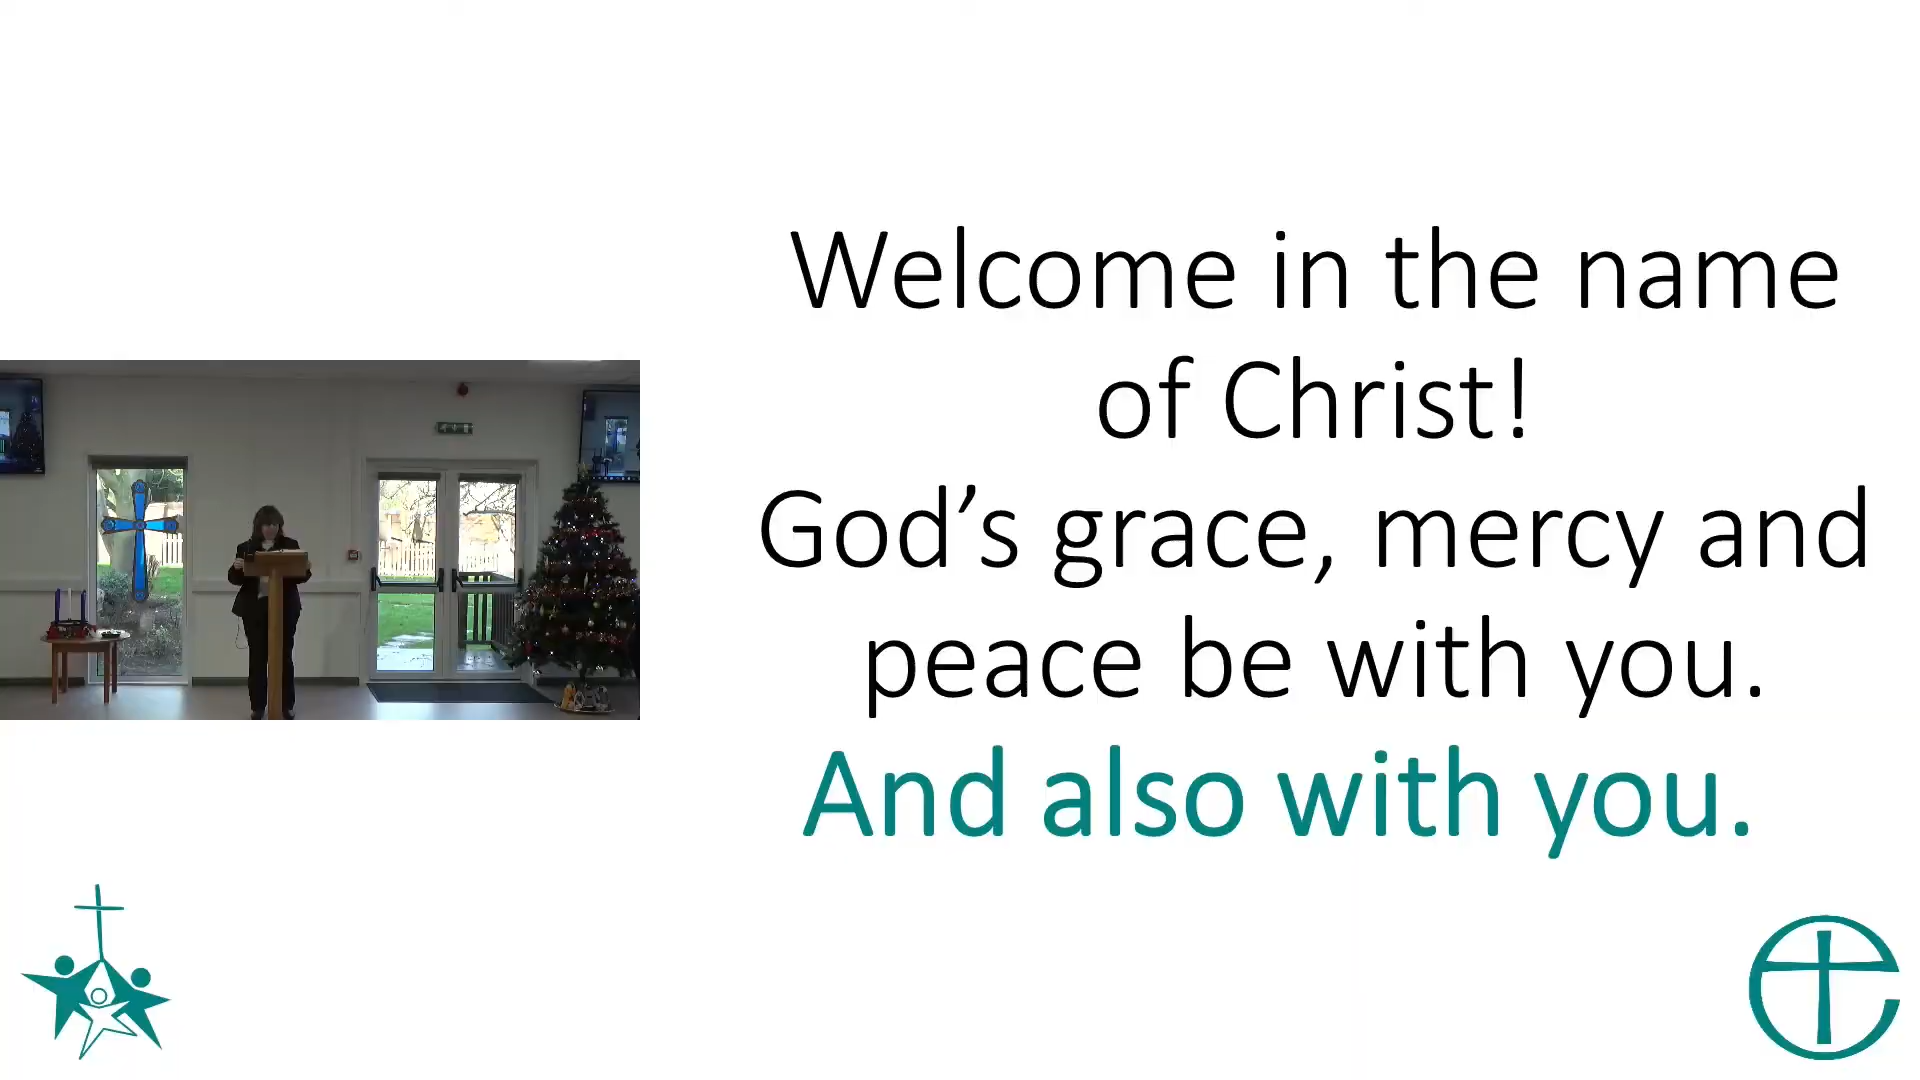 Welcome in the name
of Christ!
God’s grace, mercy and
peace be with you.
And also with you.